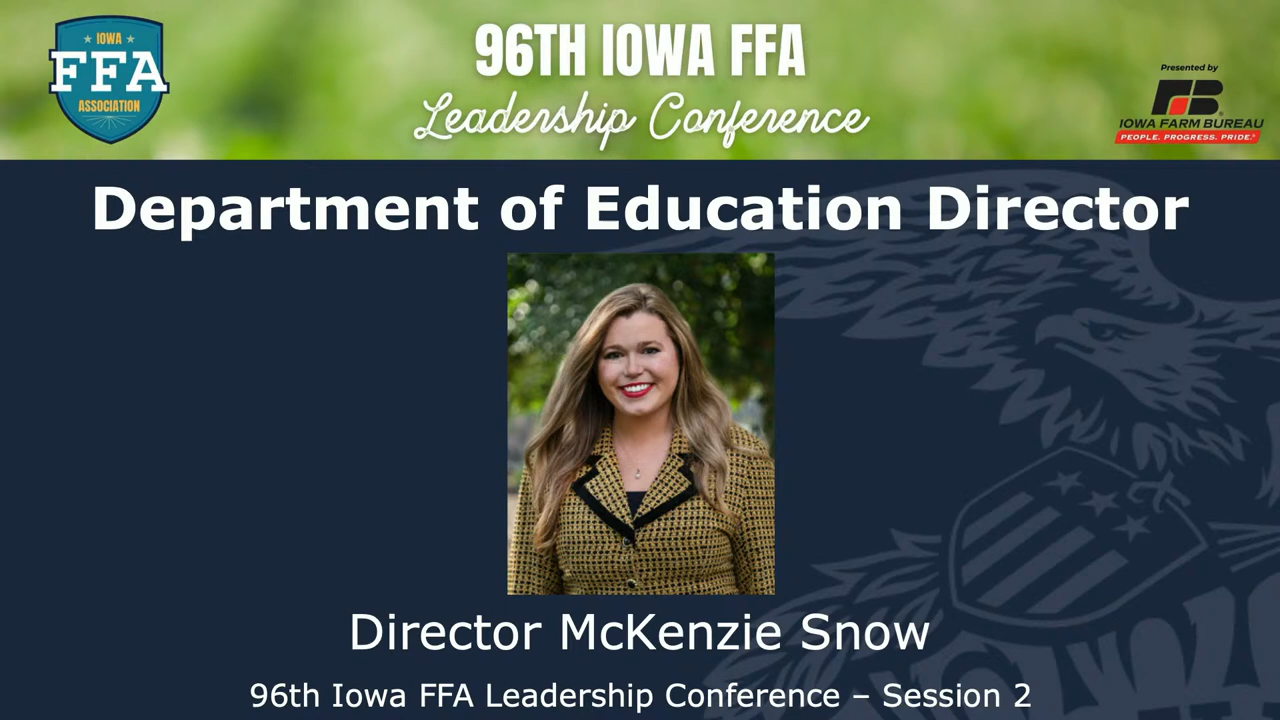 IOWA
FFA
ASSOCIATION
96TH IOWA FFA
Leadership Conference
Presented by
FB
IOWA FARM BUREAU
PEOPLE. PROGRESS. PRIDE.®
Department of Education Director
Director McKenzie Snow
96th Iowa FFA Leadership Conference – Session 2